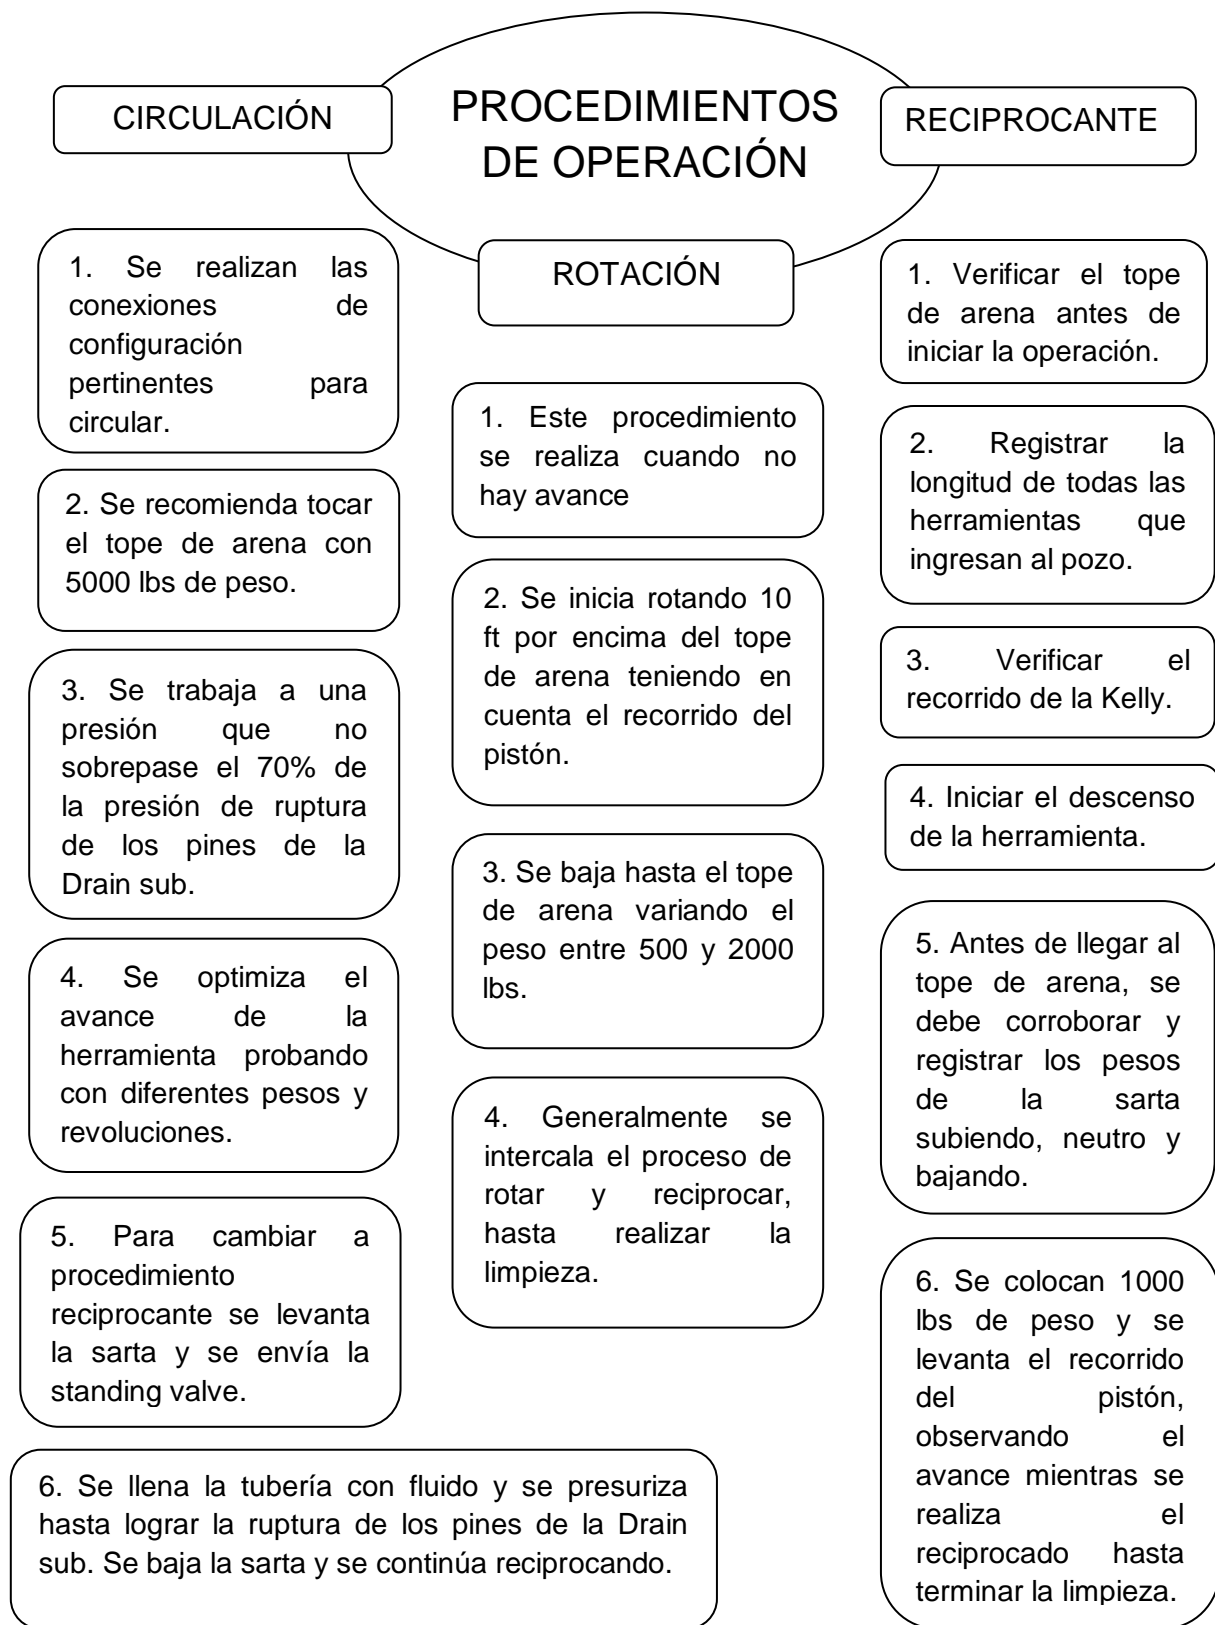 PROCEDIMIENTOS
DE OPERACIÓN
CIRCULACIÓN
1. Se realizan las
conexiones de
configuración
pertinentes para
circular.
2. Se recomienda tocar
el tope de arena con
5000 lbs de peso.
3. Se trabaja a una
presión que no
sobrepase el 70% de
la presión de ruptura
de los pines de la
Drain sub.
4. Se optimiza el
avance de la
herramienta probando
con diferentes pesos y
revoluciones.
5. Para cambiar a
procedimiento
reciprocante se levanta
la sarta y se envía la
standing valve.
6. Se llena la tubería con fluido y se presuriza
hasta lograr la ruptura de los pines de la Drain
sub. Se baja la sarta y se continúa reciprocando.
ROTACIÓN
1. Este procedimiento
se realiza cuando no
hay avance
2. Se inicia rotando 10
ft por encima del tope
de arena teniendo en
cuenta el recorrido del
pistón.
3. Se baja hasta el tope
de arena variando el
peso entre 500 y 2000
lbs.
4. Generalmente se
intercala el proceso de
rotar y reciprocar,
hasta realizar la
limpieza.
RECIPROCANTE
1. Verificar el tope
de arena antes de
iniciar la operación.
2. Registrar la
longitud de todas las
herramientas que
ingresan al pozo.
3. Verificar el
recorrido de la Kelly.
4. Iniciar el descenso
de la herramienta.
5. Antes de llegar al
tope de arena, se
debe corroborar y
registrar los pesos
de la sarta
subiendo, neutro y
bajando.
6. Se colocan 1000
lbs de peso y se
levanta el recorrido
del pistón,
observando el
avance mientras se
realiza el
reciprocado hasta
terminar la limpieza.